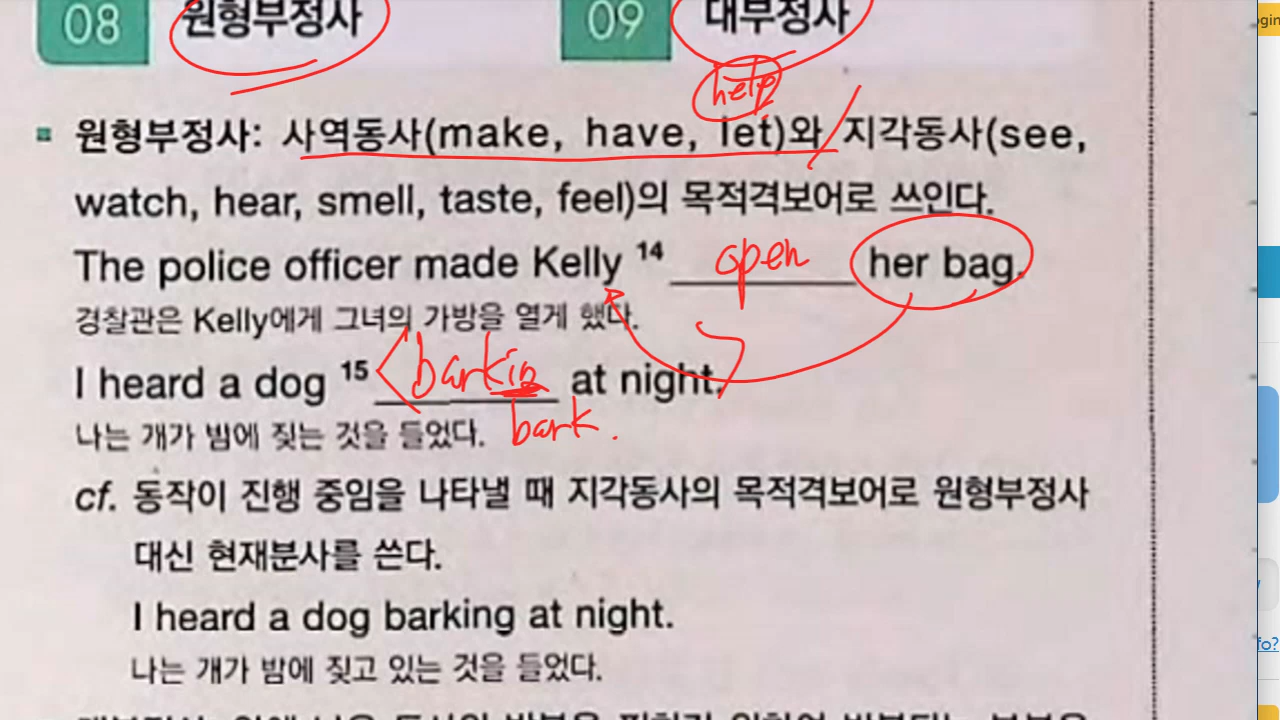 08 원형부정사 09 대부정사
help
원형부정사: 사역동사(make, have, let)와 지각동사(see,
watch, hear, smell, taste, feel)의 목적격보어로 쓰인다.
The police officer made Kelly 14 open her bag.
경찰관은 Kelly에게 그녀의 가방을 열게 했다.
I heard a dog 15 barkin at night.
나는 개가 밤에 짖는 것을 들었다. bark.
cf. 동작이 진행 중임을 나타낼 때 지각동사의 목적격보어로 원형부정사
대신 현재분사를 쓴다.
I heard a dog barking at night.
나는 개가 밤에 짖고 있는 것을 들었다.